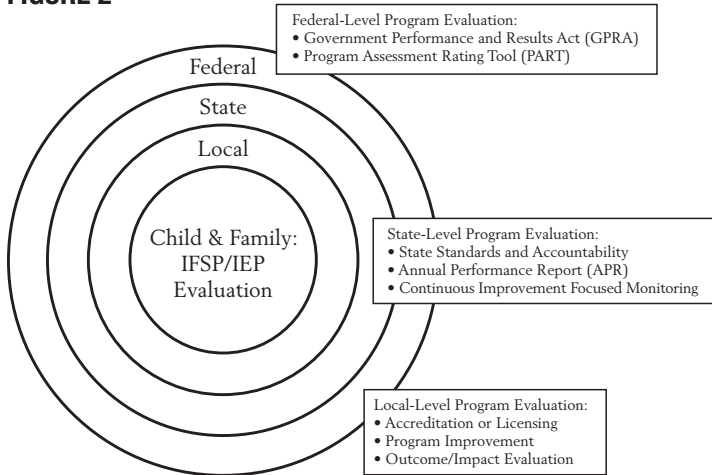 FIGURE 2
Federal-Level Program Evaluation:
• Government Performance and Results Act (GPRA)
• Program Assessment Rating Tool (PART)
Federal
State
Local
Child & Family:
IFSP/IEP
Evaluation
State-Level Program Evaluation:
• State Standards and Accountability
• Annual Performance Report (APR)
• Continuous Improvement Focused Monitoring
Local-Level Program Evaluation:
• Accreditation or Licensing
• Program Improvement
• Outcome/Impact Evaluation